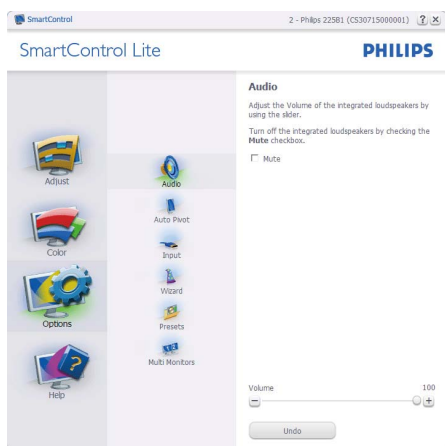 SmartControl
2 - Philips 225B1 (CS30715000001)
SmartControl Lite
PHILIPS
Adjust
Color
Options
Help
Audio
Auto Pivot
Input
Wizard
Presets
Multi Monitors
Audio
Adjust the Volume of the integrated loudspeakers by
using the slider.
Turn off the integrated loudspeakers by checking the
Mute checkbox.
Mute
Volume
100
Undo